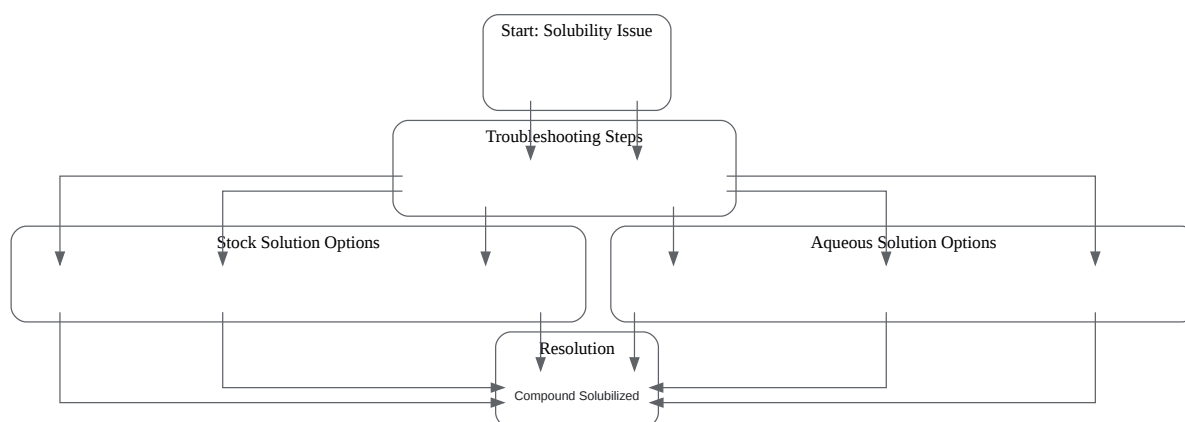 Start: Solubility Issue
Troubleshooting Steps
Stock Solution Options
Aqueous Solution Options
Resolution
Compound Solubilized